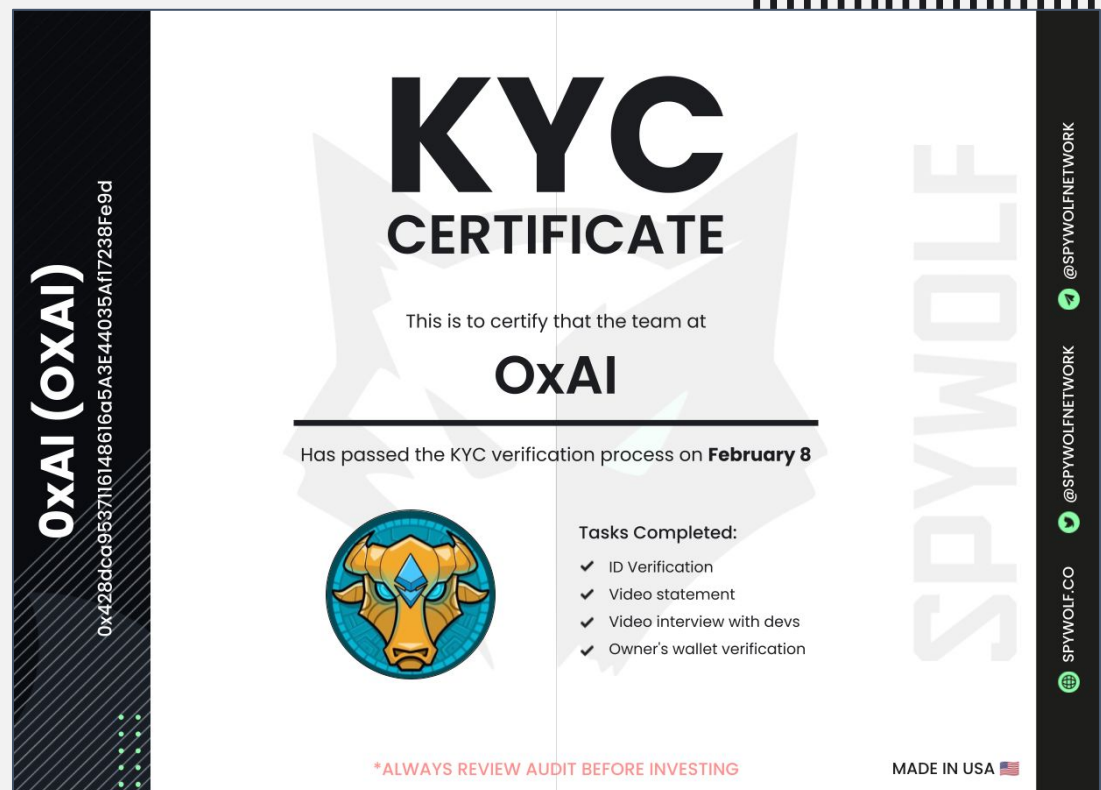 0xAI (OXAI)
0x428dca9537116148616a5A3E44035Af17238Fe9d
KYC
CERTIFICATE
This is to certify that the team at
OxAI
Has passed the KYC verification process on February 8
Tasks Completed:
ID Verification
Video statement
Video interview with devs
Owner's wallet verification
*ALWAYS REVIEW AUDIT BEFORE INVESTING
MADE IN USA
SPYWOLF
@SPYWOLFNETWORK
@SPYWOLFNETWORK
SPYWOLF.CO